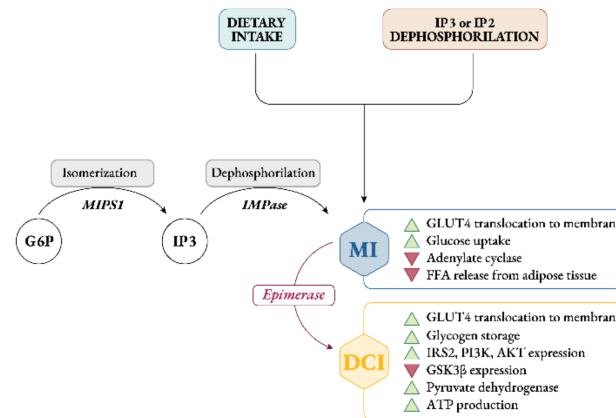 DIETARY
INTAKE
IP3 or IP2
DEPHOSPHORILATION
Isomerization
MIPS1
Dephosphorilation
IMPase
G6P
IP3
MI
GLUT4 translocation to membran
Glucose uptake
Adenylate cyclase
FFA release from adipose tissue
Epimerase
DCI
GLUT4 translocation to membran
Glycogen storage
IRS2, PI3K, AKT expression
GSK3β expression
Pyruvate dehydrogenase
ATP production